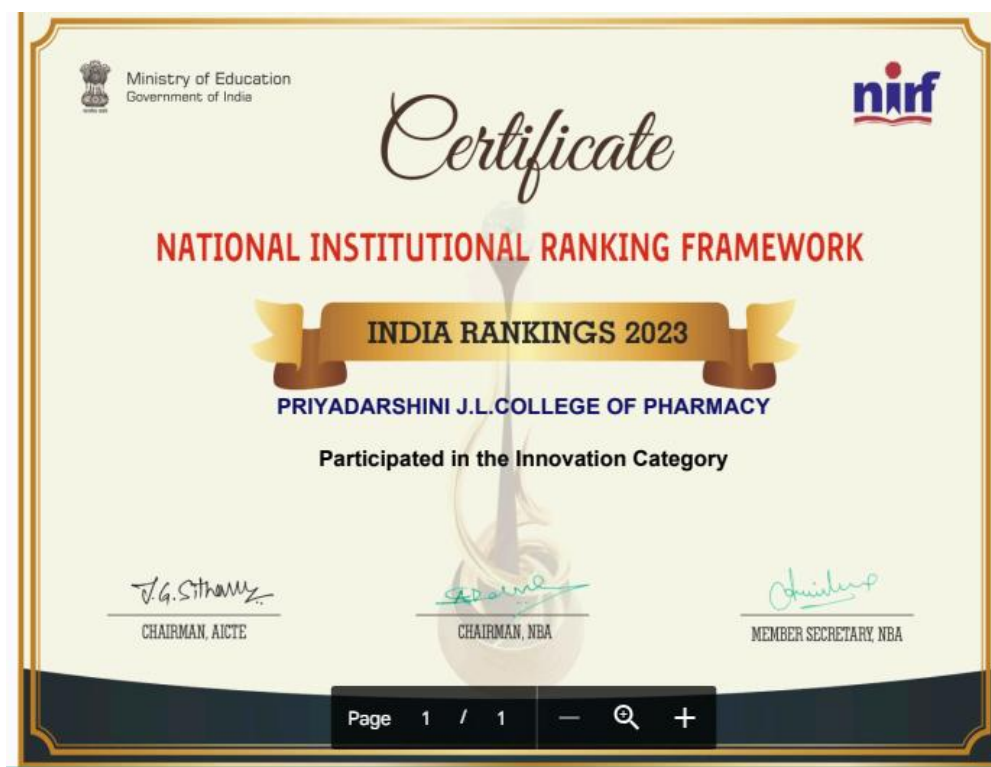 Ministry of Education
Government of India
nirf
Certificate
NATIONAL INSTITUTIONAL RANKING FRAMEWORK
INDIA RANKINGS 2023
PRIYADARSHINI J.L.COLLEGE OF PHARMACY
Participated in the Innovation Category
CHAIRMAN, AICTE
CHAIRMAN, NBA
MEMBER SECRETARY, NBA
Page 1 / 1